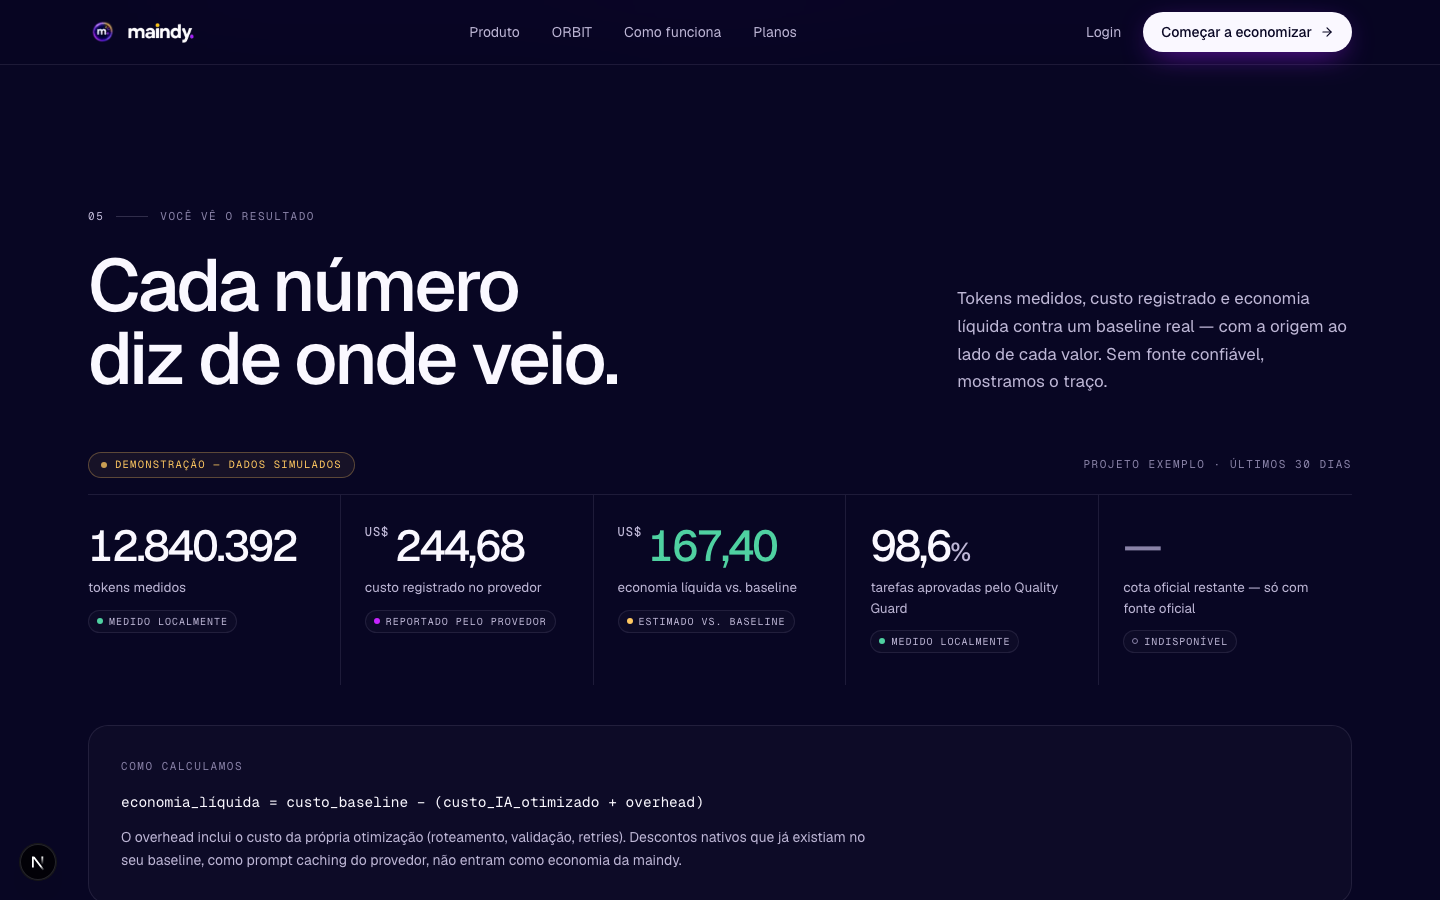 maindy.
Produto
ORBIT
Como funciona
Planos
Login
Começar a economizar →
05
VOCÊ VÊ O RESULTADO
Cada número
diz de onde veio.
Tokens medidos, custo registrado e economia
líquida contra um baseline real — com a origem ao
lado de cada valor. Sem fonte confiável,
mostramos o traço.
DEMONSTRAÇÃO — DADOS SIMULADOS
PROJETO EXEMPLO · ÚLTIMOS 30 DIAS
12.840.392
tokens medidos
MEDIDO LOCALMENTE
US$ 244,68
custo registrado no provedor
REPORTADO PELO PROVEDOR
US$ 167,40
economia líquida vs. baseline
ESTIMADO VS. BASELINE
98,6%
tarefas aprovadas pelo Quality
Guard
MEDIDO LOCALMENTE
—
cota oficial restante — só com
fonte oficial
INDISPONÍVEL
COMO CALCULAMOS
economia_líquida = custo_baseline − (custo_IA_otimizado + overhead)
O overhead inclui o custo da própria otimização (roteamento, validação, retries). Descontos nativos que já existiam no
seu baseline, como prompt caching do provedor, não entram como economia da maindy.
N